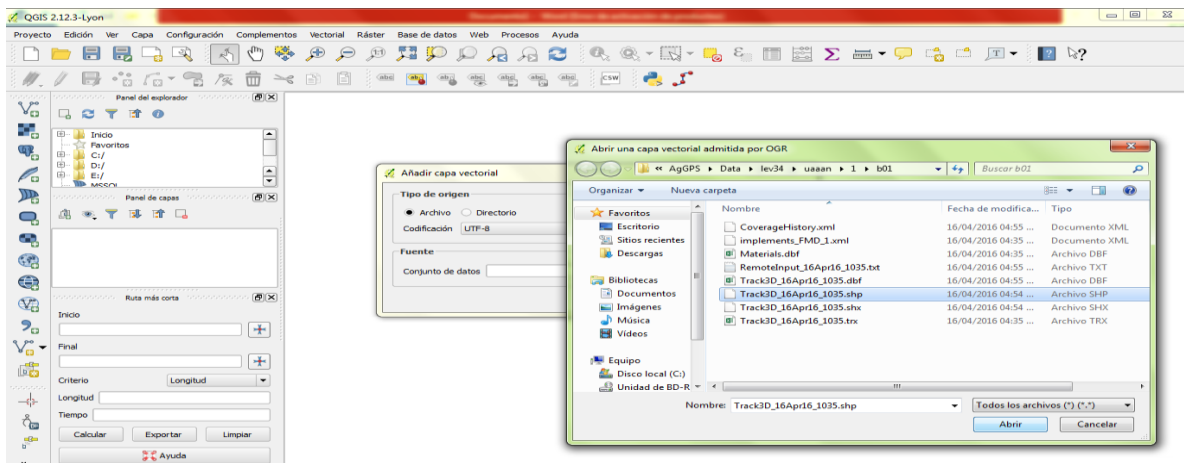 QGIS 2.12.3-Lyon
Proyecto Edición Ver Capa Configuración Complementos Vectorial Ráster Base de datos Web Procesos Ayuda
Panel del explorador
Inicio
Favoritos
C:/
D:/
E:/
MSSQL
Panel de capas
Ruta más corta
Inicio
Final
Criterio Longitud
Longitud
Tiempo
Calcular Exportar Limpiar
Ayuda
Añadir capa vectorial
Tipo de origen
Archivo Directorio
Codificación UTF-8
Fuente
Conjunto de datos
Abrir una capa vectorial admitida por OGR
« AgGPS Data lev34 uaaan 1 b01 Buscar b01
Organizar Nueva carpeta
Favoritos
Escritorio
Sitios recientes
Descargas
Bibliotecas
Documentos
Imágenes
Música
Vídeos
Equipo
Disco local (C:)
Unidad de BD-R
Nombre Fecha de modifica... Tipo
CoverageHistory.xml 16/04/2016 04:55 ... Documento XML
implements_FMD_1.xml 16/04/2016 04:35 ... Documento XML
Materials.dbf 16/04/2016 04:35 ... Archivo DBF
RemoteInput_16Apr16_1035.txt 16/04/2016 04:55 ... Archivo TXT
Track3D_16Apr16_1035.dbf 16/04/2016 04:55 ... Archivo DBF
Track3D_16Apr16_1035.shp 16/04/2016 04:54 ... Archivo SHP
Track3D_16Apr16_1035.shx 16/04/2016 04:54 ... Archivo SHX
Track3D_16Apr16_1035.trx 16/04/2016 04:35 ... Archivo TRX
Nombre: Track3D_16Apr16_1035.shp Todos los archivos (*) (*.*)
Abrir Cancelar